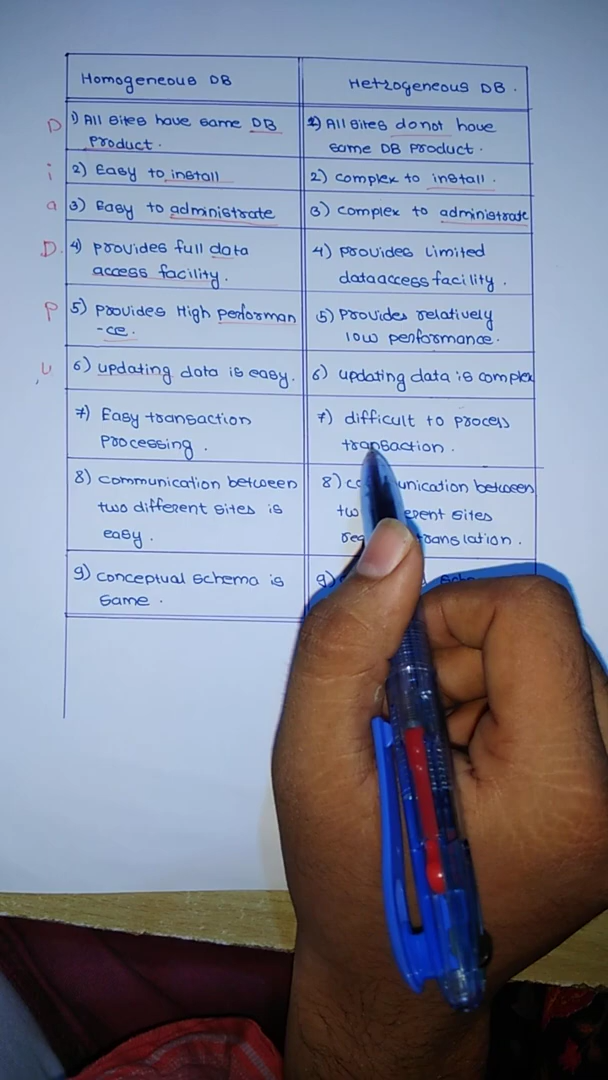 Homogeneous DB
Hetrogeneous DB.
D
1) All sites have same DB
product.
1) All sites donot have
same DB product.
i
2) Easy to install
2) complex to install.
a
3) Easy to administrate
3) complex to administrate
D.
4) provides full data
access facility.
4) provides Limited
dataaccess facility.
P
5) provides High performan
-ce.
5) provides relatively
low performance.
U
6) updating data is easy.
6) updating data is complex
7) Easy transaction
processing.
7) difficult to process
transaction.
8) communication between
two different sites is
easy.
8) between
sites
translation.
9) conceptual schema is
same.
9)